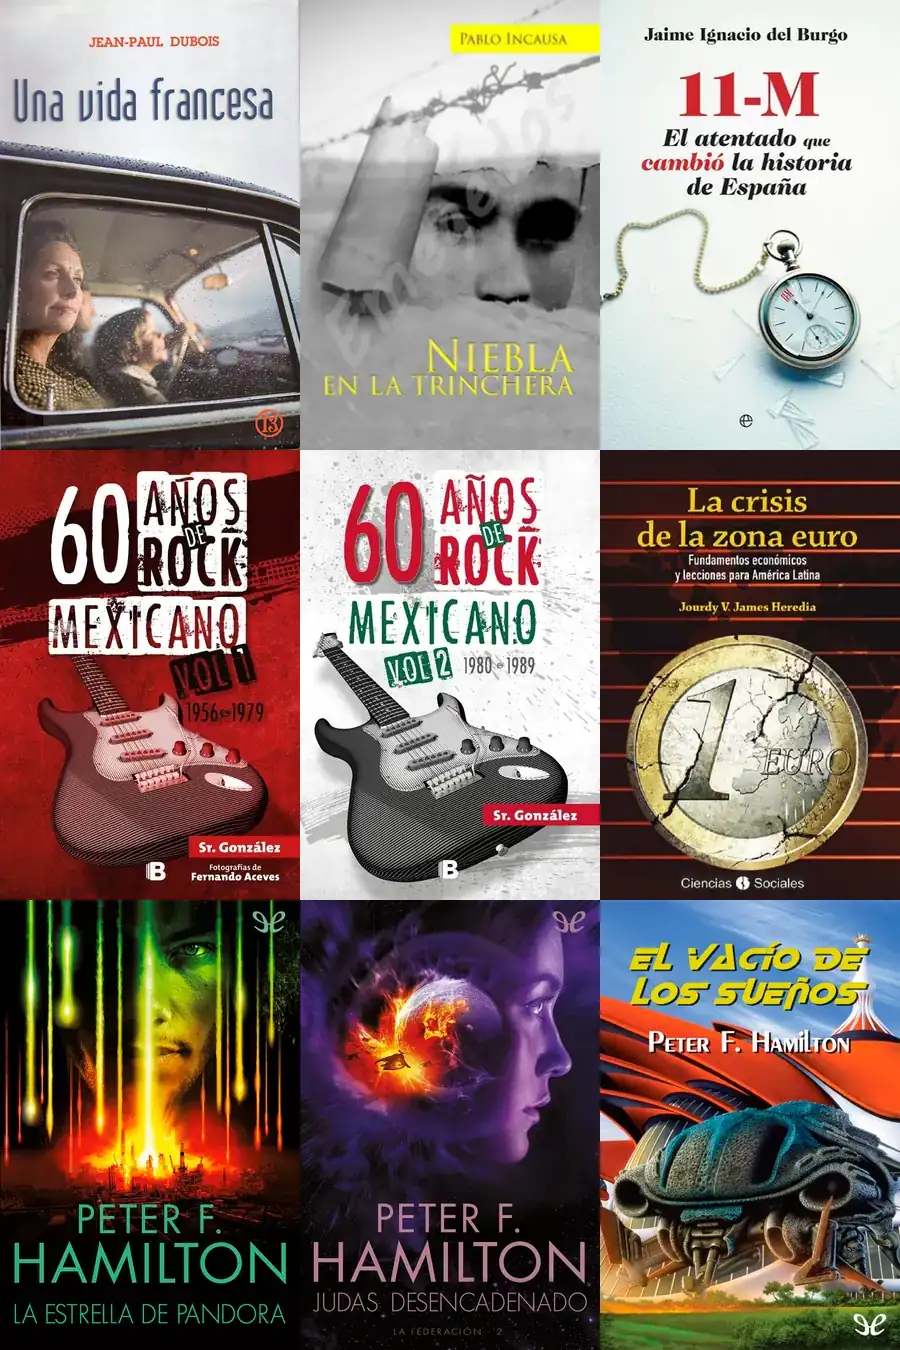 JEAN-PAUL DUBOIS
Una vida francesa
13
PABLO INCAUSA
NIEBLA
EN LA TRINCHERA
Jaime Ignacio del Burgo
11-M
El atentado que
cambió la historia
de España
e
60 AÑOS
DE
ROCK
MEXICANO
VOL 1
1956-1979
Sr. González
Fotografías de
Fernando Aceves
B
60 AÑOS
DE
ROCK
MEXICANO
VOL 2 1980-1989
Sr. González
B
La crisis
de la zona euro
Fundamentos económicos
y lecciones para América Latina
Jourdy V. James Heredia
1 EURO
Ciencias Sociales
PETER F.
HAMILTON
LA ESTRELLA DE PANDORA
PETER F.
HAMILTON
JUDAS DESENCADENADO
LA FEDERACIÓN - 2
EL VACÍO DE
LOS SUEÑOS
PETER F. HAMILTON